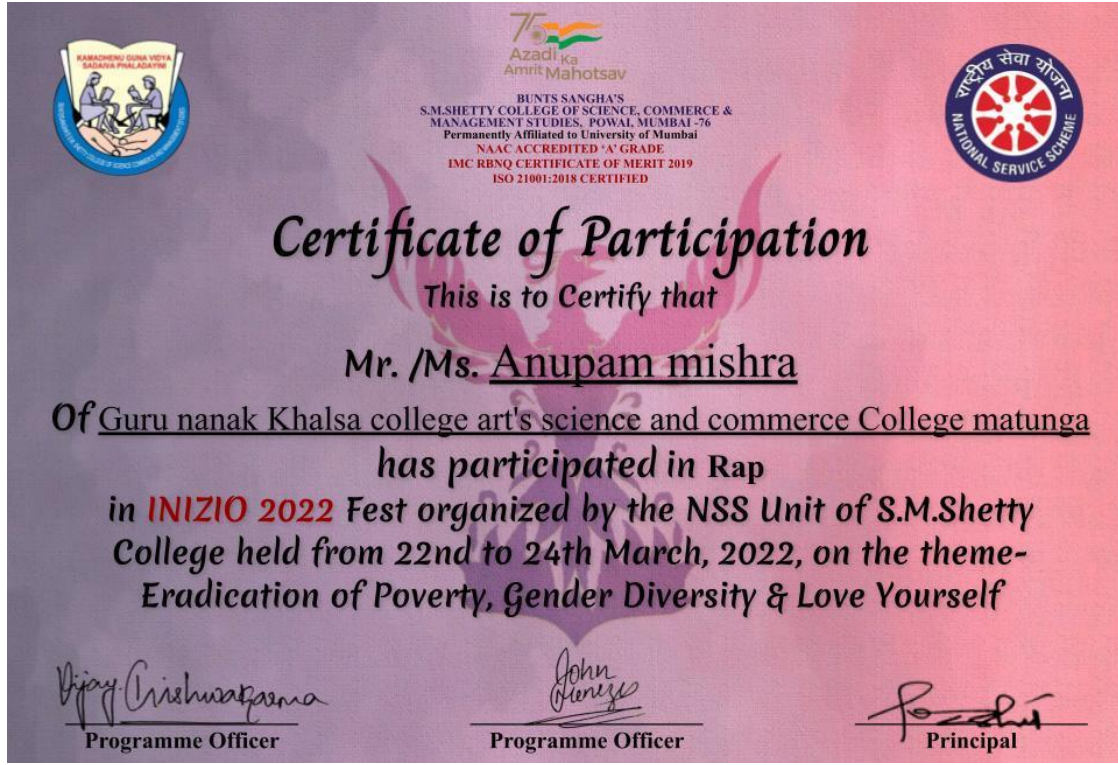 KAMADHENU GUNA VIDYA
SADAIVA PHALADAYINI
75
Azadi Ka
Amrit Mahotsav
BUNTS SANGHA'S
S.M.SHETTY COLLEGE OF SCIENCE, COMMERCE &
MANAGEMENT STUDIES, POWAI, MUMBAI -76
Permanently Affiliated to University of Mumbai
NAAC ACCREDITED ‘A’ GRADE
IMC RBNQ CERTIFICATE OF MERIT 2019
ISO 21001:2018 CERTIFIED
राष्ट्रीय सेवा योजना
NATIONAL SERVICE SCHEME
Certificate of Participation
This is to Certify that
Mr. /Ms. Anupam mishra
Of Guru nanak Khalsa college art's science and commerce College matunga
has participated in Rap
in INIZIO 2022 Fest organized by the NSS Unit of S.M.Shetty
College held from 22nd to 24th March, 2022, on the theme-
Eradication of Poverty, Gender Diversity & Love Yourself
Vijay Vishwakarma
John Menezes
Programme Officer
Programme Officer
Principal